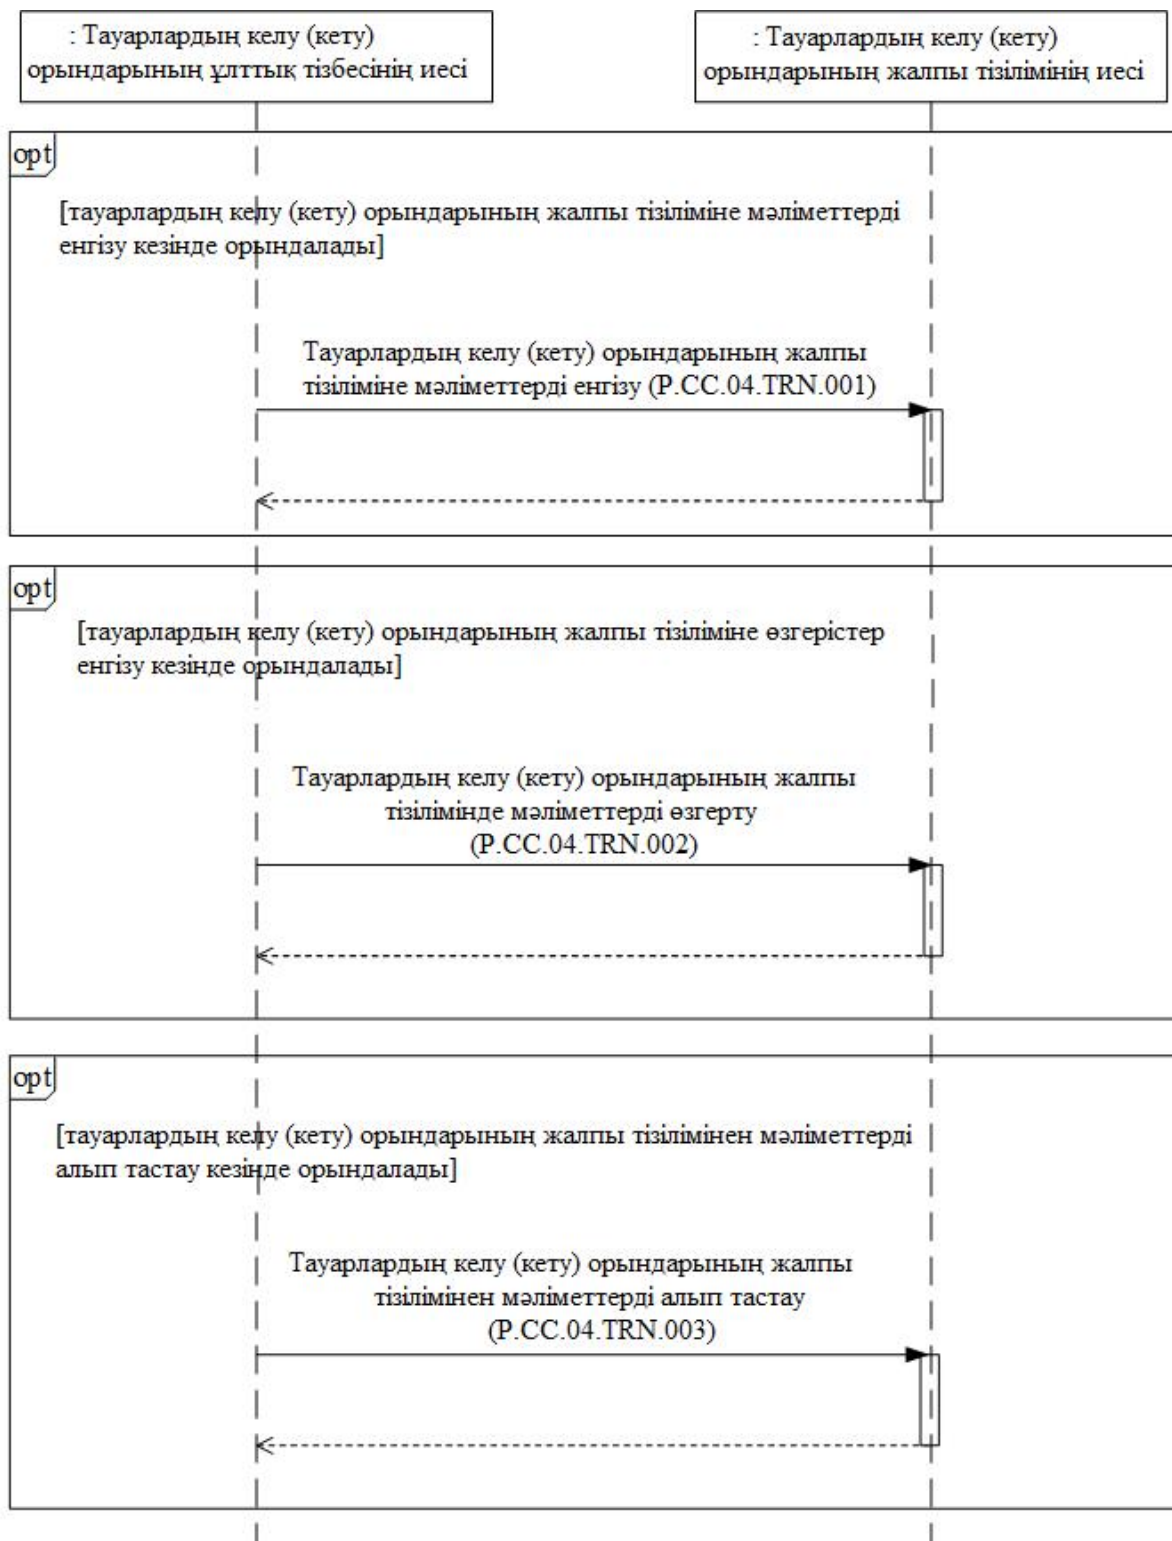 : Тауарлардың келу (кету)
орындарының ұлттық тізбесінің иесі
: Тауарлардың келу (кету)
орындарының жалпы тізілімінің иесі
opt
[тауарлардың келу (кету) орындарының жалпы тізіліміне мәліметтерді
енгізу кезінде орындалады]
Тауарлардың келу (кету) орындарының жалпы
тізіліміне мәліметтерді енгізу (P.CC.04.TRN.001)
opt
[тауарлардың келу (кету) орындарының жалпы тізіліміне өзгерістер
енгізу кезінде орындалады]
Тауарлардың келу (кету) орындарының жалпы
тізілімінде мәліметтерді өзгерту
(P.CC.04.TRN.002)
opt
[тауарлардың келу (кету) орындарының жалпы тізілімінен мәліметтерді
алып тастау кезінде орындалады]
Тауарлардың келу (кету) орындарының жалпы
тізілімінен мәліметтерді алып тастау
(P.CC.04.TRN.003)